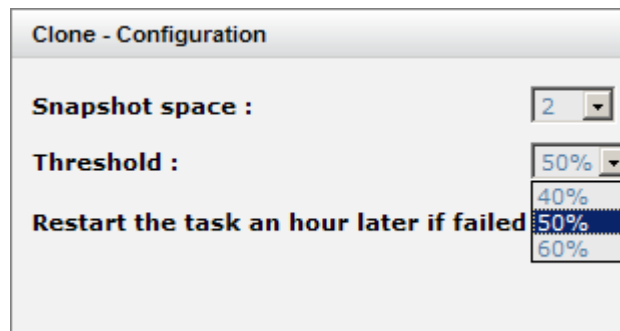 Clone - Configuration
Snapshot space : 2
Threshold : 50%
40%
Restart the task an hour later if failed 50%
60%